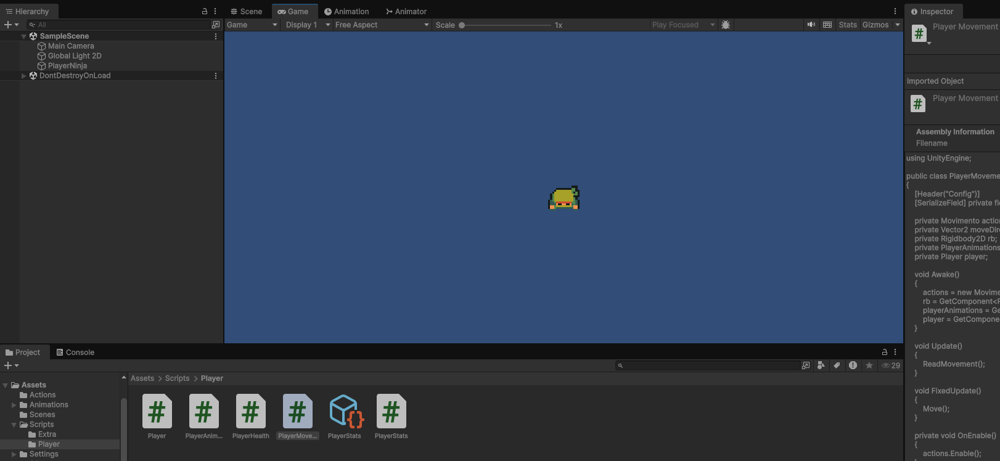 Hierarchy
All
SampleScene
Main Camera
Global Light 2D
PlayerNinja
DontDestroyOnLoad
Scene
Game
Animation
Animator
Game
Display 1
Free Aspect
Scale
1x
Play Focused
Stats
Gizmos
Inspector
Player Movement
Imported Object
Player Movement
Assembly Information
Filename
using UnityEngine;
public class PlayerMoveme
{
[Header("Config")]
[SerializeField] private fl
private Movimento actio
private Vector2 moveDire
private Rigidbody2D rb;
private PlayerAnimations
private Player player;
void Awake()
{
actions = new Movime
rb = GetComponent<R
playerAnimations = Ge
player = GetCompone
}
void Update()
{
ReadMovement();
}
void FixedUpdate()
{
Move();
}
private void OnEnable()
{
actions.Enable();
Project
Console
29
Assets
Actions
Animations
Scenes
Scripts
Extra
Player
Settings
Assets > Scripts > Player
Player
PlayerAnim...
PlayerHealth
PlayerMove...
PlayerStats
PlayerStats